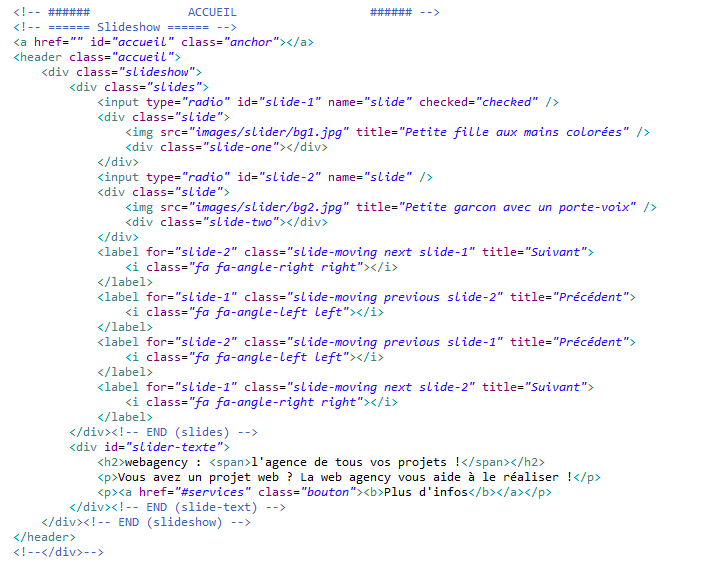 <!-- ######              ACCUEIL                   ###### -->
<!-- ====== Slideshow ====== -->
<a href="" id="accueil" class="anchor"></a>
<header class="accueil">
    <div class="slideshow">
        <div class="slides">
            <input type="radio" id="slide-1" name="slide" checked="checked" />
            <div class="slide">
                <img src="images/slider/bg1.jpg" title="Petite fille aux mains colorées" />
                <div class="slide-one"></div>
            </div>
            <input type="radio" id="slide-2" name="slide" />
            <div class="slide">
                <img src="images/slider/bg2.jpg" title="Petite garcon avec un porte-voix" />
                <div class="slide-two"></div>
            </div>
            <label for="slide-2" class="slide-moving next slide-1" title="Suivant">
                <i class="fa fa-angle-right right"></i>
            </label>
            <label for="slide-1" class="slide-moving previous slide-2" title="Précédent">
                <i class="fa fa-angle-left left"></i>
            </label>
            <label for="slide-2" class="slide-moving previous slide-1" title="Précédent">
                <i class="fa fa-angle-left left"></i>
            </label>
            <label for="slide-1" class="slide-moving next slide-2" title="Suivant">
                <i class="fa fa-angle-right right"></i>
            </label>
        </div><!-- END (slides) -->
        <div id="slider-texte">
            <h2>webagency : <span>l'agence de tous vos projets !</span></h2>
            <p>Vous avez un projet web ? La web agency vous aide à le réaliser !</p>
            <p><a href="#services" class="bouton"><b>Plus d'infos</b></a></p>
        </div><!-- END (slide-text) -->
    </div><!-- END (slideshow) -->
</header>
<!--</div>-->